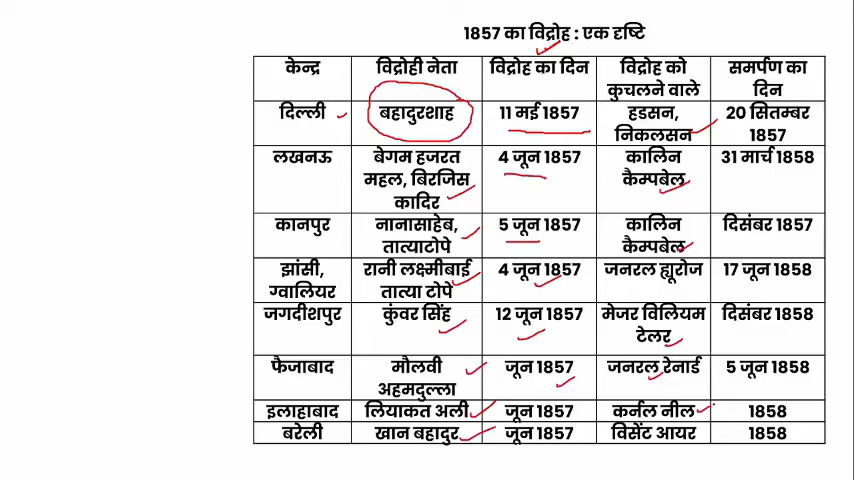 1857 का विद्रोह : एक दृष्टि
केन्द्र विद्रोही नेता विद्रोह का दिन विद्रोह को समर्पण का
कुचलने वाले दिन
दिल्ली बहादुरशाह 11 मई 1857 हडसन, 20 सितम्बर
निकलसन 1857
लखनऊ बेगम हजरत 4 जून 1857 कालिन 31 मार्च 1858
महल, बिरजिस कैम्पबेल
कादिर
कानपुर नानासाहेब, 5 जून 1857 कालिन दिसंबर 1857
तात्याटोपे कैम्पबेल
झांसी, रानी लक्ष्मीबाई 4 जून 1857 जनरल ह्यूरोज 17 जून 1858
ग्वालियर तात्या टोपे
जगदीशपुर कुंवर सिंह 12 जून 1857 मेजर विलियम दिसंबर 1858
टेलर
फैजाबाद मौलवी जून 1857 जनरल रेनार्ड 5 जून 1858
अहमदुल्ला
इलाहाबाद लियाकत अली जून 1857 कर्नल नील 1858
बरेली खान बहादुर जून 1857 विसेंट आयर 1858